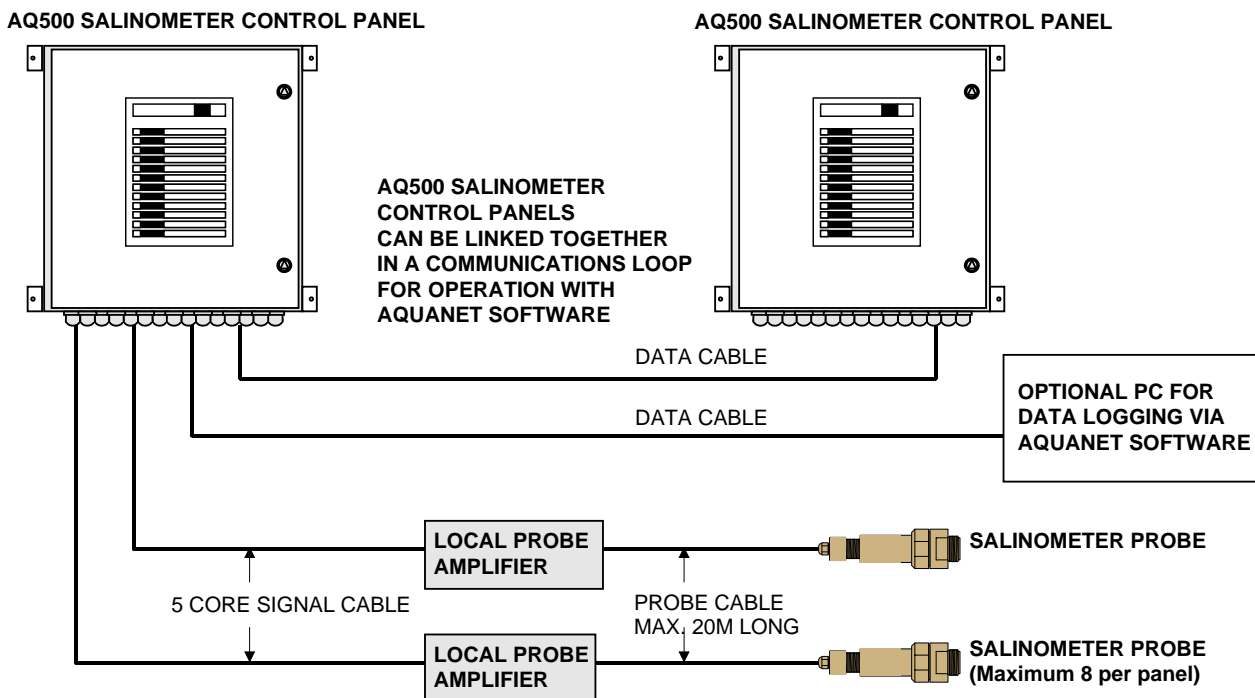 AQ500 SALINOMETER CONTROL PANEL
AQ500 SALINOMETER CONTROL PANEL
AQ500 SALINOMETER
CONTROL PANELS
CAN BE LINKED TOGETHER
IN A COMMUNICATIONS LOOP
FOR OPERATION WITH
AQUANET SOFTWARE
DATA CABLE
DATA CABLE
OPTIONAL PC FOR
DATA LOGGING VIA
AQUANET SOFTWARE
LOCAL PROBE
AMPLIFIER
SALINOMETER PROBE
5 CORE SIGNAL CABLE
PROBE CABLE
MAX. 20M LONG
LOCAL PROBE
AMPLIFIER
SALINOMETER PROBE
(Maximum 8 per panel)